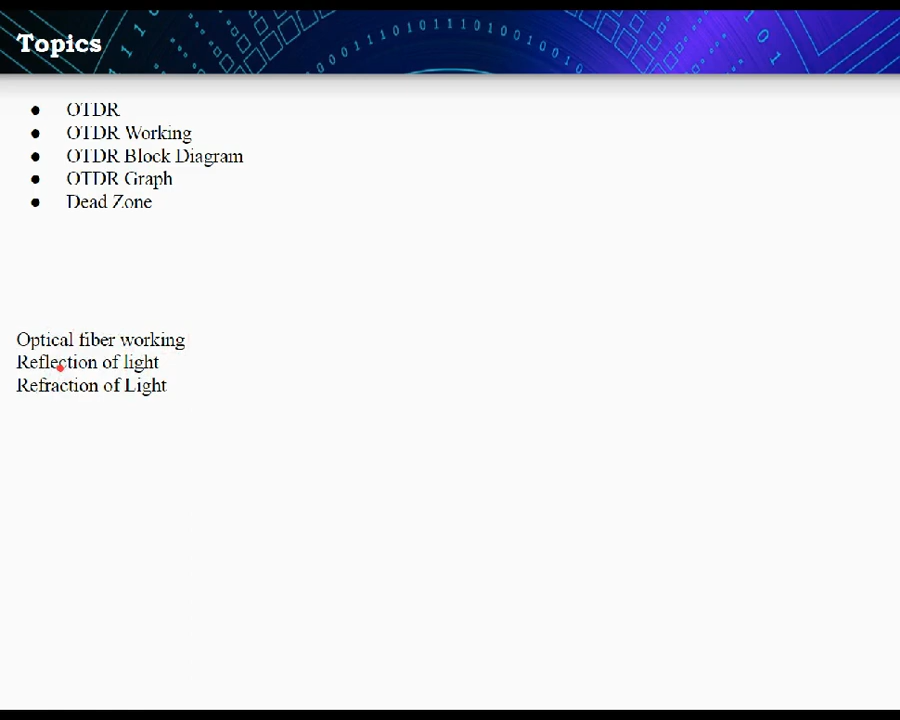 Topics
0001110101110100100101
● OTDR
● OTDR Working
● OTDR Block Diagram
● OTDR Graph
● Dead Zone
Optical fiber working
Reflection of light
Refraction of Light